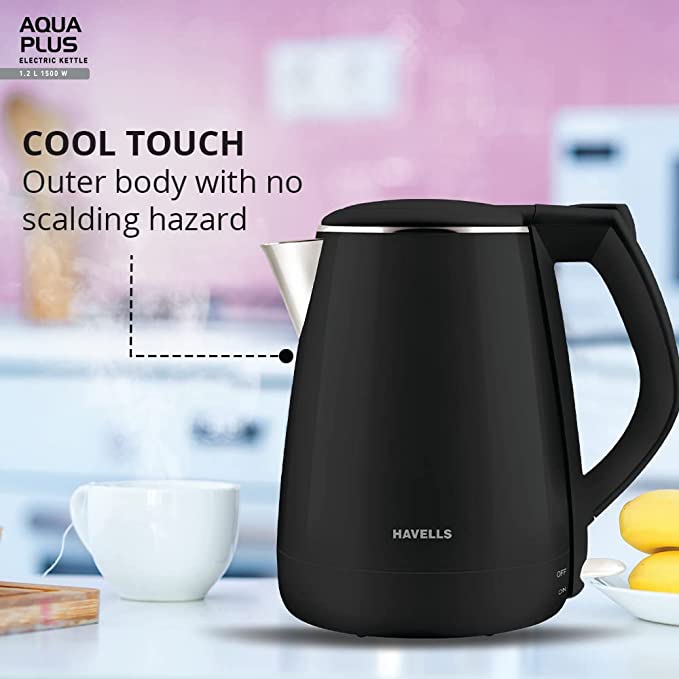 AQUA
PLUS
ELECTRIC KETTLE
1.2 L 1500 W
COOL TOUCH
Outer body with no
scalding hazard
HAVELLS
OFF
ON